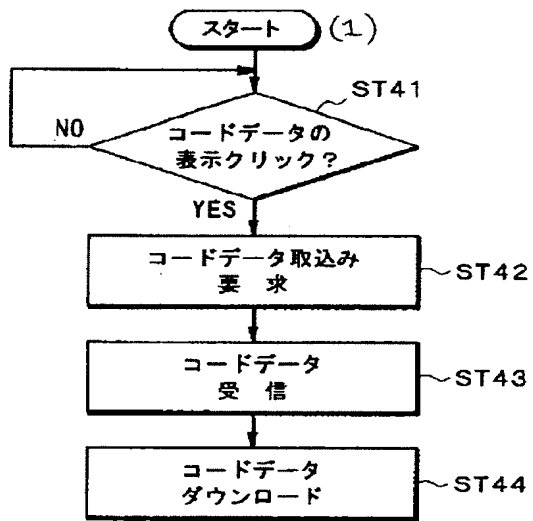 スタート (1)
ST41
コードデータの
表示クリック?
NO
YES
コードデータ取込み
要求
ST42
コードデータ
受信
ST43
コードデータ
ダウンロード
ST44